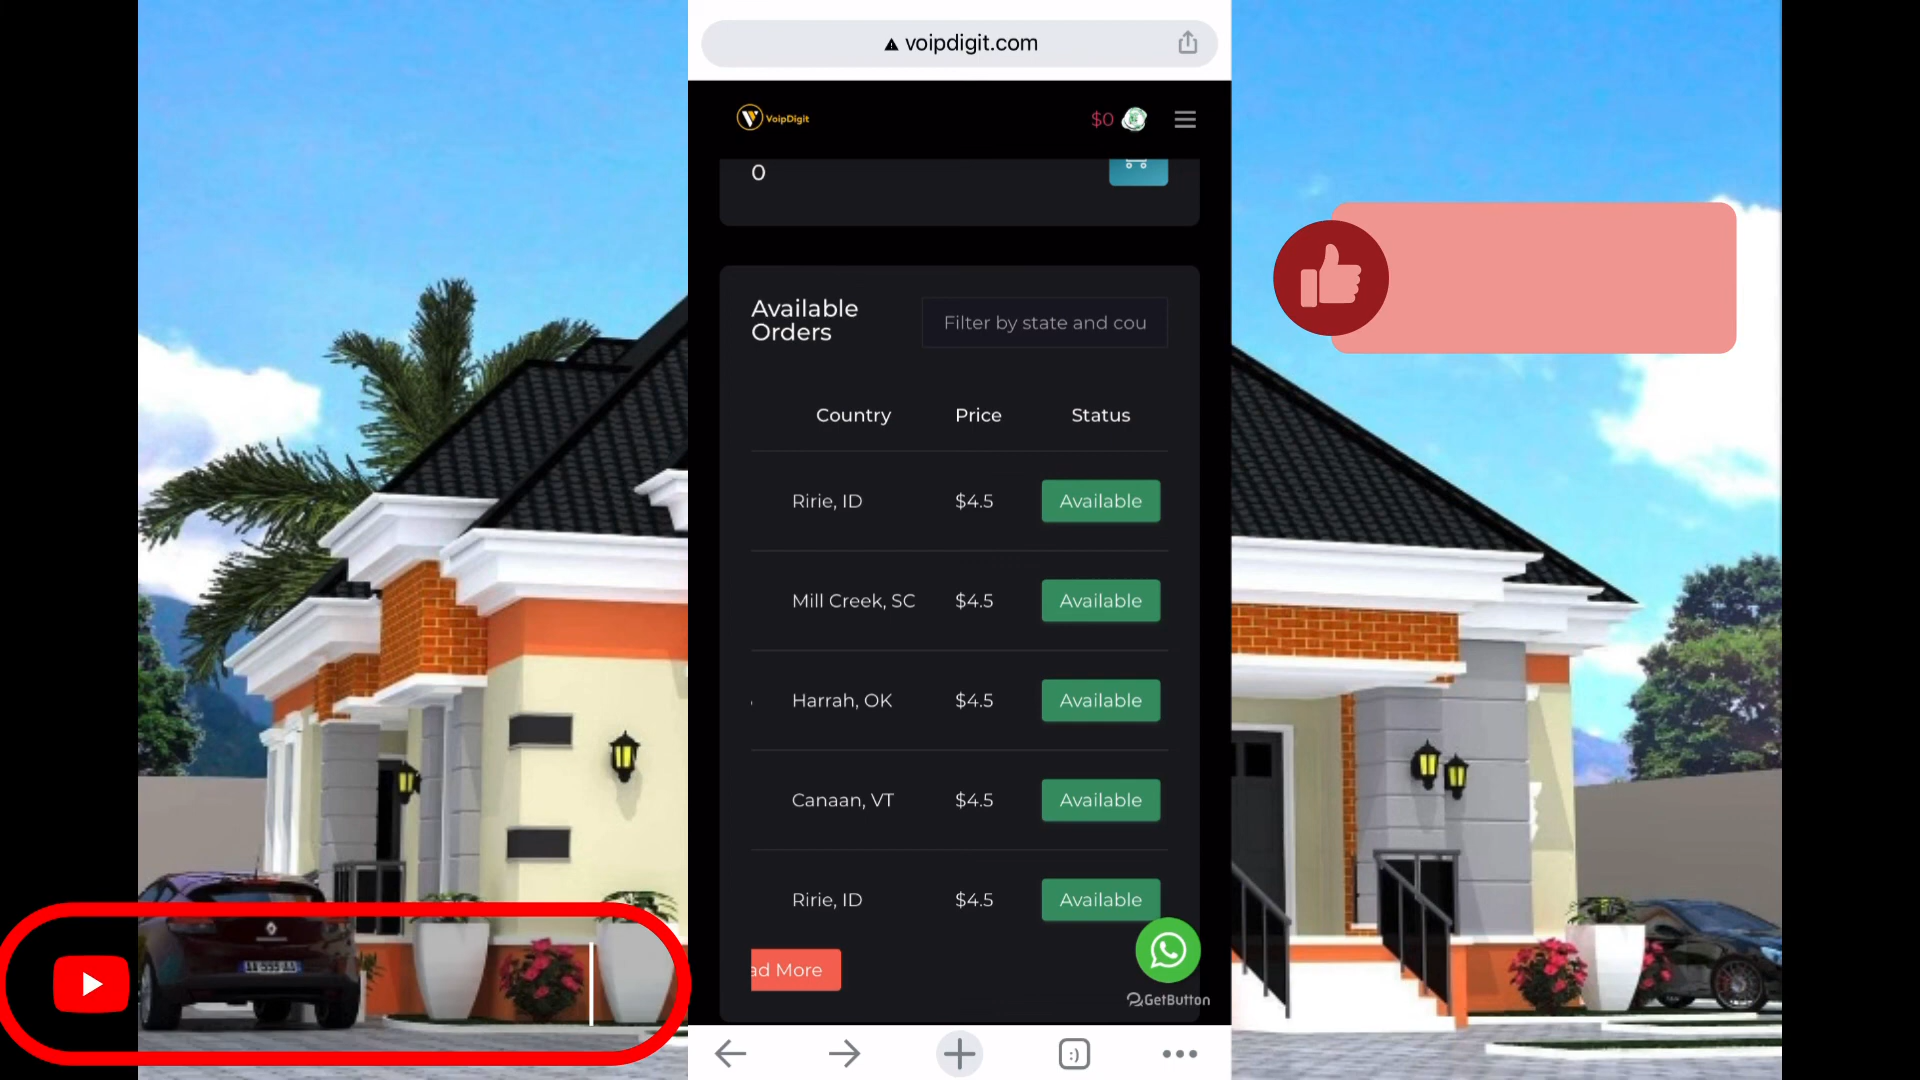 voipdigit.com
VoipDigit
$0
0
Available
Orders
Filter by state and cou
Country Price Status
Ririe, ID $4.5 Available
Mill Creek, SC $4.5 Available
Harrah, OK $4.5 Available
Canaan, VT $4.5 Available
Ririe, ID $4.5 Available
ad More
GetButton
:)